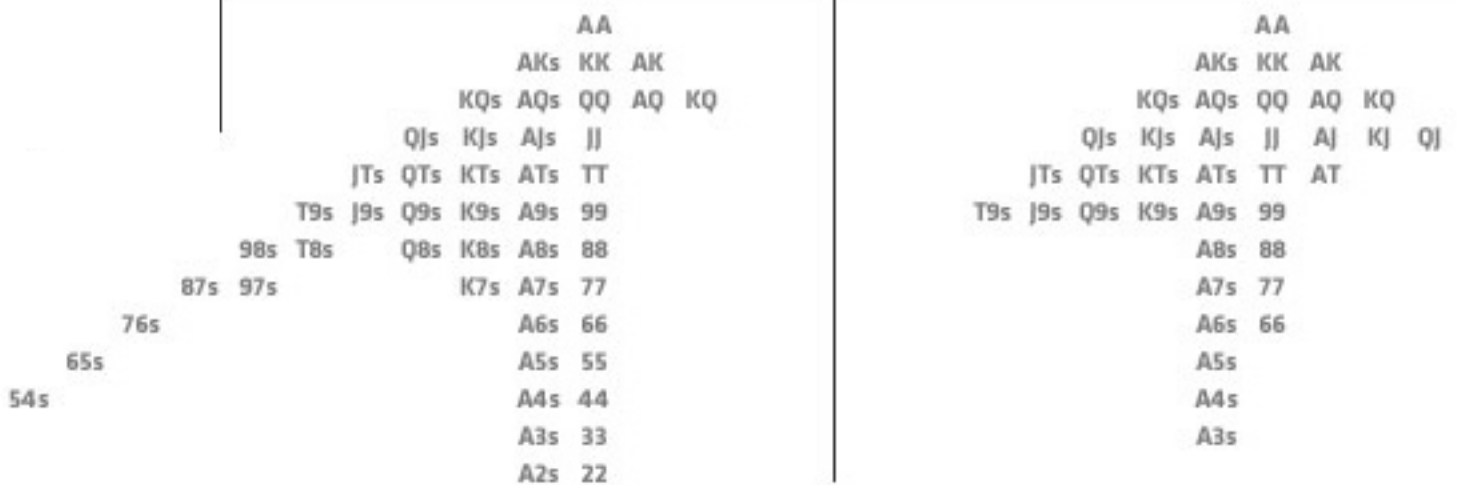 AA
AKs KK AK
KQs AQs QQ AQ KQ
QJs KJs AJs JJ
JTs QTs KTs ATs TT
T9s J9s Q9s K9s A9s 99
98s T8s Q8s K8s A8s 88
87s 97s K7s A7s 77
76s A6s 66
65s A5s 55
54s A4s 44
A3s 33
A2s 22
AA
AKs KK AK
KQs AQs QQ AQ KQ
QJs KJs AJs JJ AJ KJ QJ
JTs QTs KTs ATs TT AT
T9s J9s Q9s K9s A9s 99
A8s 88
A7s 77
A6s 66
A5s
A4s
A3s